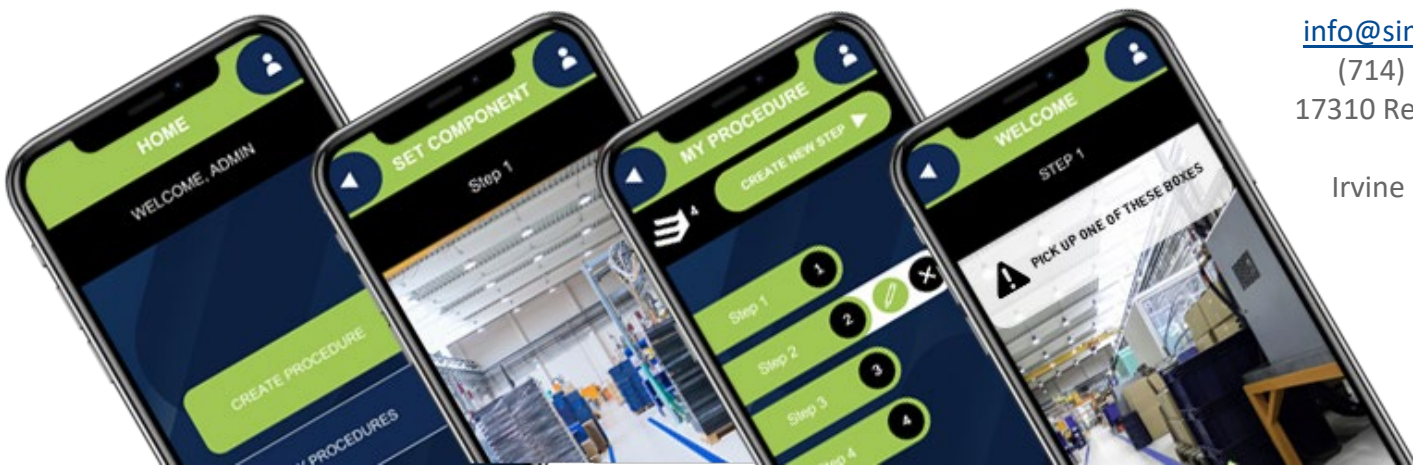 HOME
WELCOME, ADMIN
CREATE PROCEDURE
PROCEDURES
SET COMPONENT
Step 1
MY PROCEDURE
CREATE NEW STEP
4
Step 1
1
Step 2
2
Step 3
3
4
WELCOME
STEP 1
PICK UP ONE OF THESE BOXES
info@sin
(714)
17310 Re
Irvine